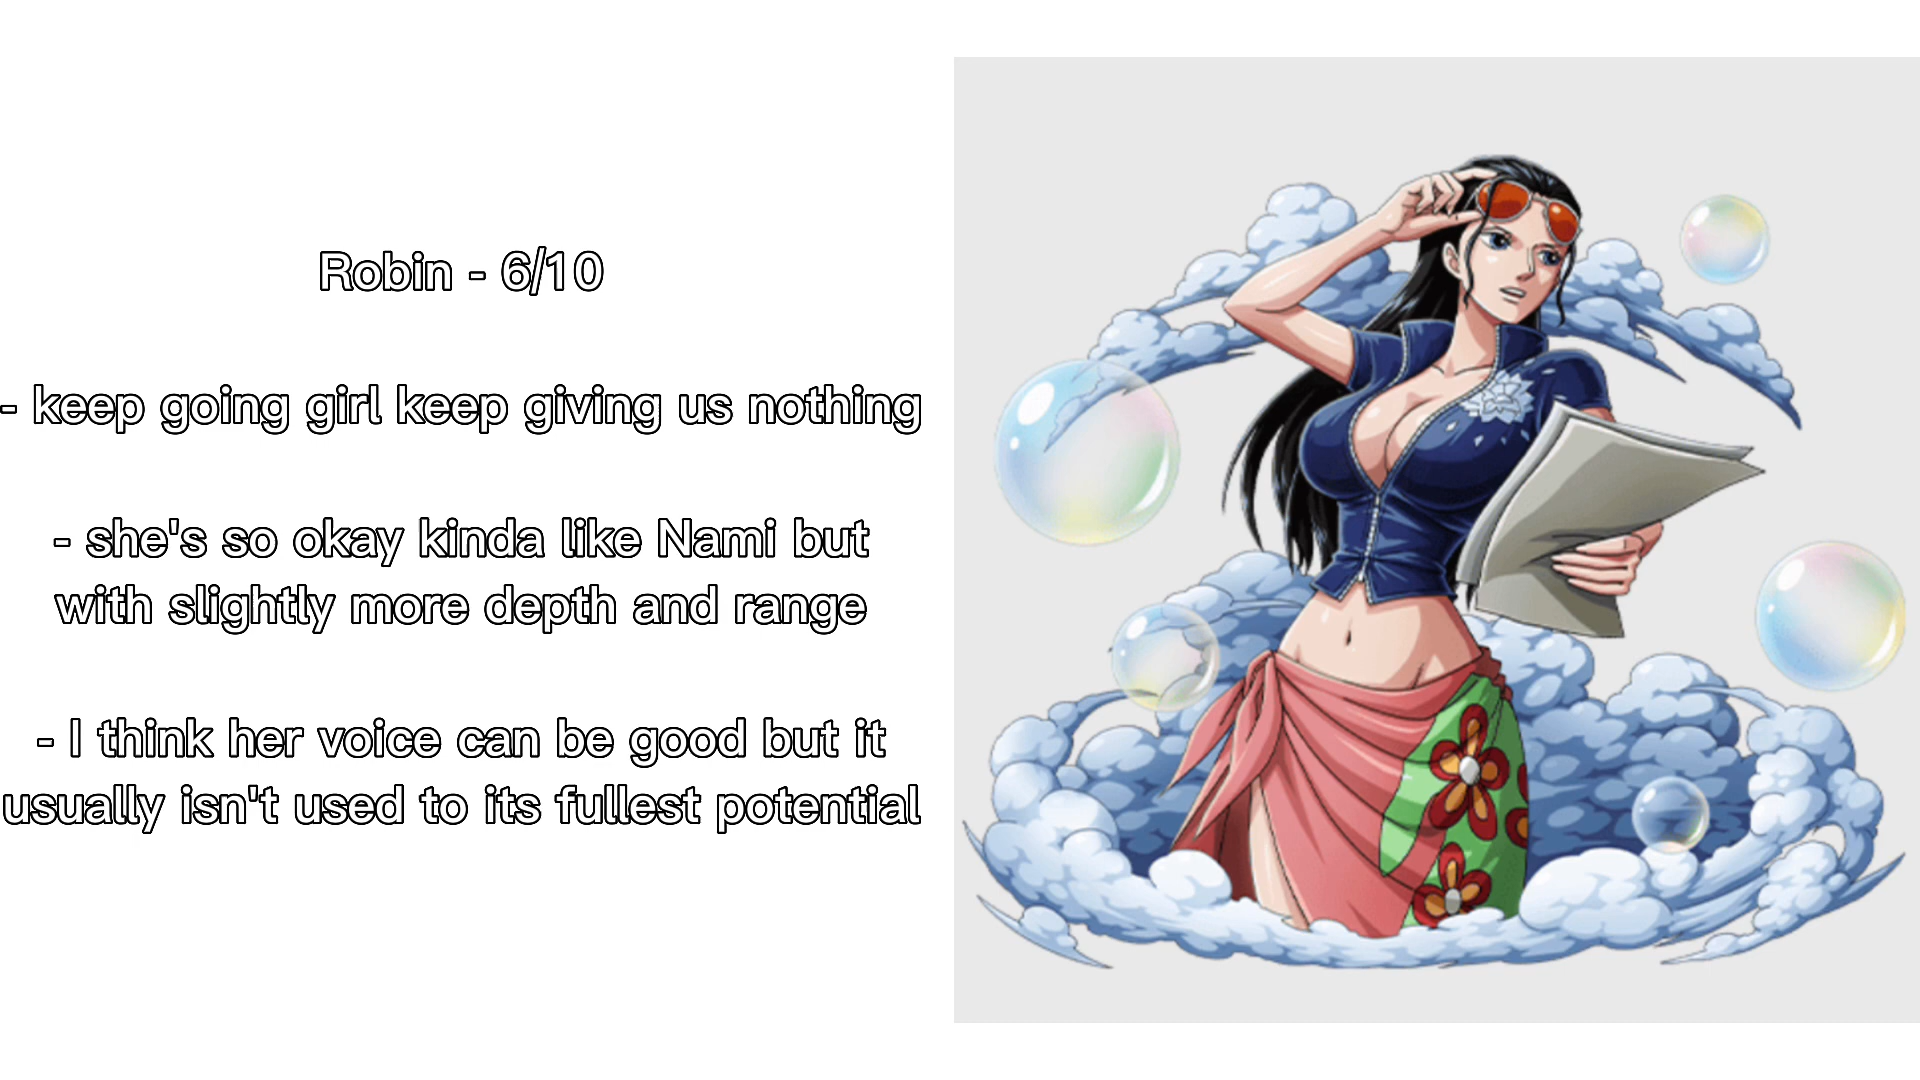 Robin - 6/10
- keep going girl keep giving us nothing
- she's so okay kinda like Nami but
with slightly more depth and range
- I think her voice can be good but it
usually isn't used to its fullest potential